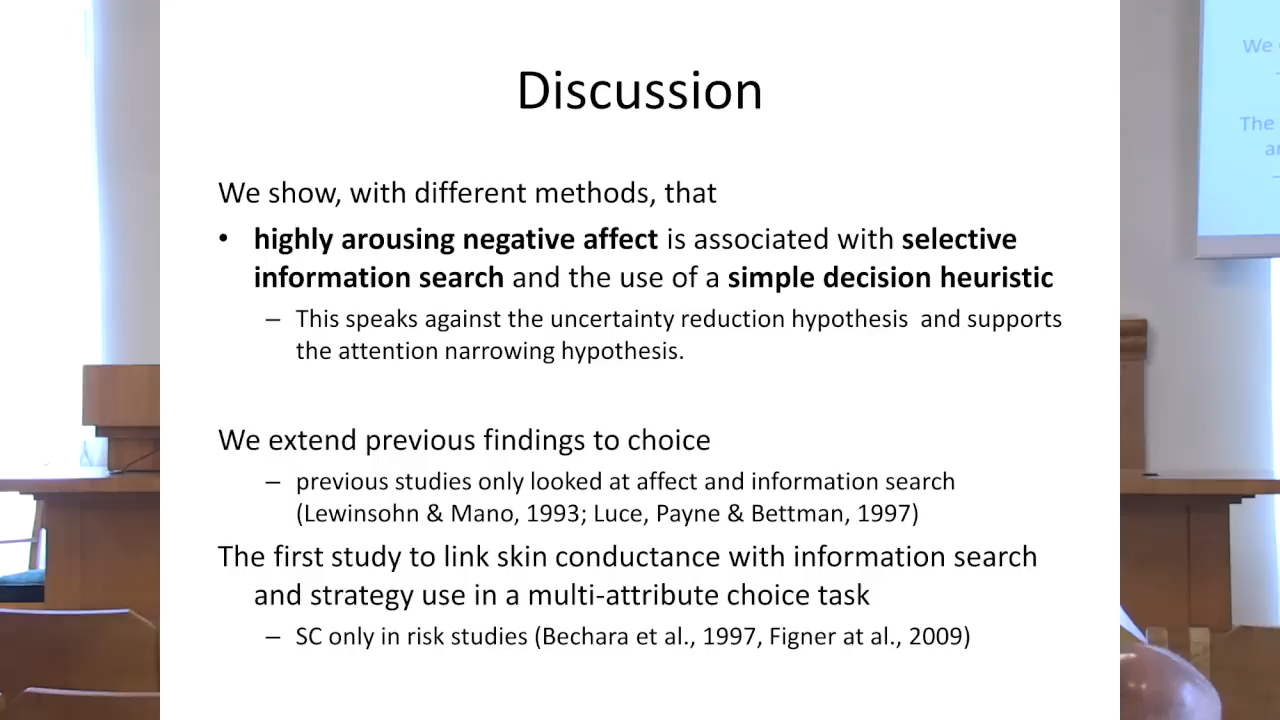 Discussion
We show, with different methods, that
• highly arousing negative affect is associated with selective
information search and the use of a simple decision heuristic
– This speaks against the uncertainty reduction hypothesis and supports
the attention narrowing hypothesis.
We extend previous findings to choice
– previous studies only looked at affect and information search
(Lewinsohn & Mano, 1993; Luce, Payne & Bettman, 1997)
The first study to link skin conductance with information search
and strategy use in a multi-attribute choice task
– SC only in risk studies (Bechara et al., 1997, Figner at al., 2009)
We
The